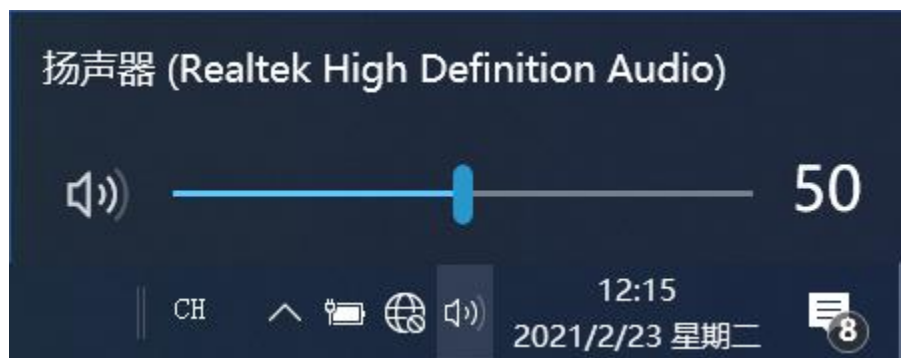 扬声器 (Realtek High Definition Audio)
50
CH
12:15
2021/2/23 星期二
8